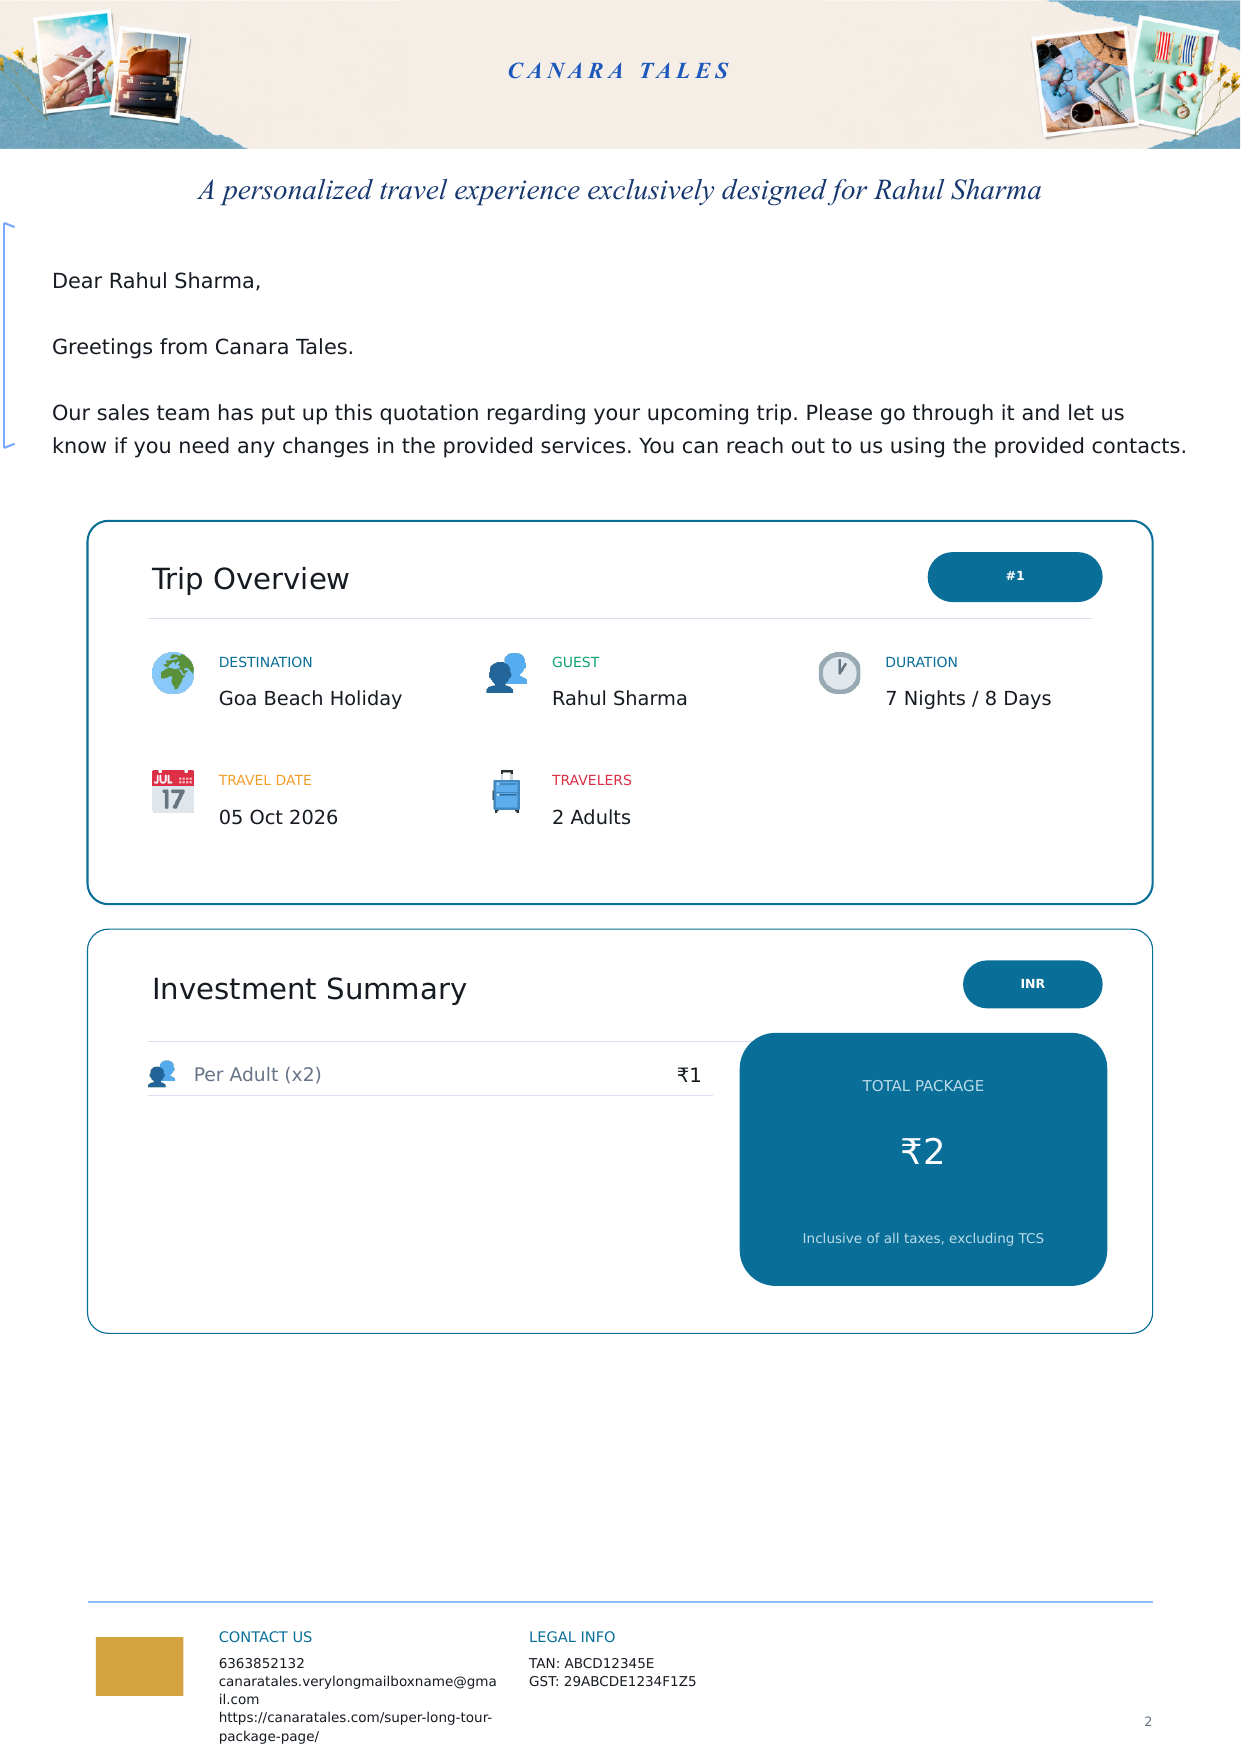 CANARA TALES
A personalized travel experience exclusively designed for Rahul Sharma
Dear Rahul Sharma,
Greetings from Canara Tales.
Our sales team has put up this quotation regarding your upcoming trip. Please go through it and let us
know if you need any changes in the provided services. You can reach out to us using the provided contacts.
Trip Overview
#1
DESTINATION
Goa Beach Holiday
GUEST
Rahul Sharma
DURATION
7 Nights / 8 Days
JUL
17
TRAVEL DATE
05 Oct 2026
TRAVELERS
2 Adults
Investment Summary
INR
Per Adult (x2)
₹1
TOTAL PACKAGE
₹2
Inclusive of all taxes, excluding TCS
CONTACT US
6363852132
canaratales.verylongmailboxname@gma
il.com
https://canaratales.com/super-long-tour-
package-page/
LEGAL INFO
TAN: ABCD12345E
GST: 29ABCDE1234F1Z5
2